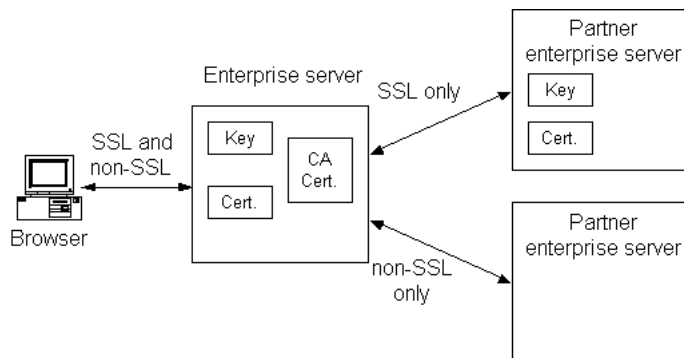 SSL and
non-SSL
Browser
Enterprise server
Key
Cert.
CA
Cert.
SSL only
non-SSL
only
Partner
enterprise server
Key
Cert.
Partner
enterprise server